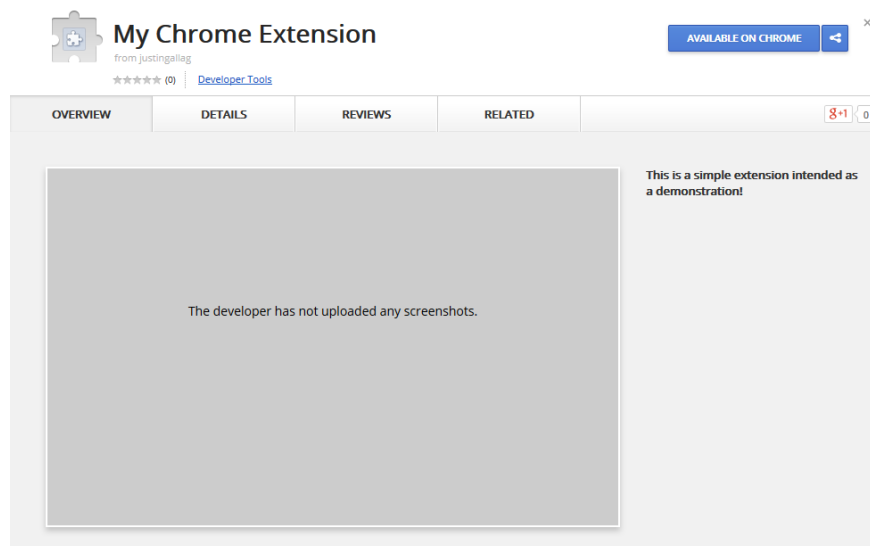 My Chrome Extension
from justingallag
(0)
Developer Tools
AVAILABLE ON CHROME
×
OVERVIEW
DETAILS
REVIEWS
RELATED
g+1
0
The developer has not uploaded any screenshots.
This is a simple extension intended as
a demonstration!